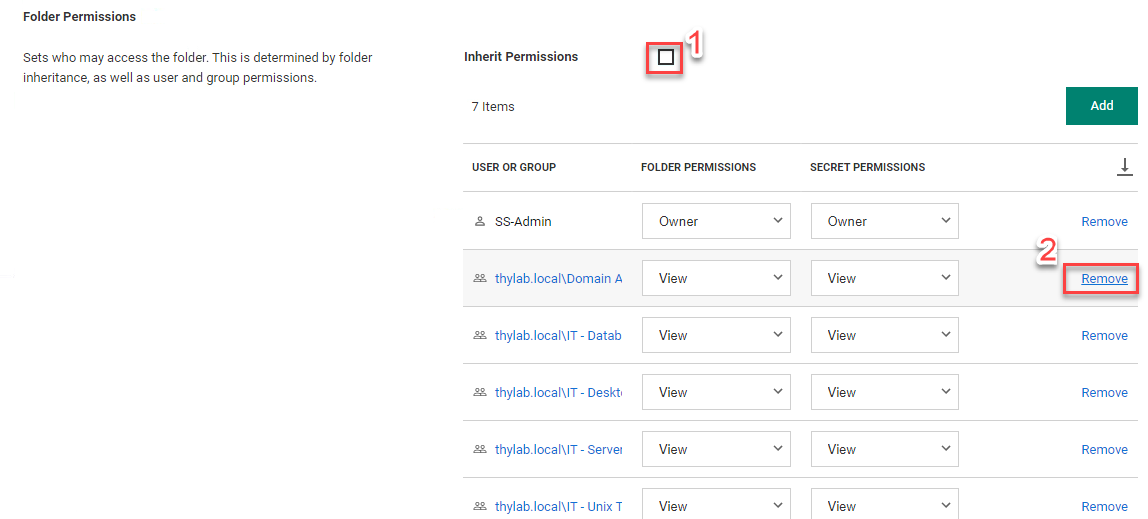 Folder Permissions
Sets who may access the folder. This is determined by folder
inheritance, as well as user and group permissions.
Inherit Permissions
1
7 Items
Add
USER OR GROUP FOLDER PERMISSIONS SECRET PERMISSIONS
SS-Admin Owner Owner Remove
2
thylab.local\Domain A View View Remove
thylab.local\IT - Datab View View Remove
thylab.local\IT - Deskt View View Remove
thylab.local\IT - Server View View Remove
thylab.local\IT - Unix T View View Remove